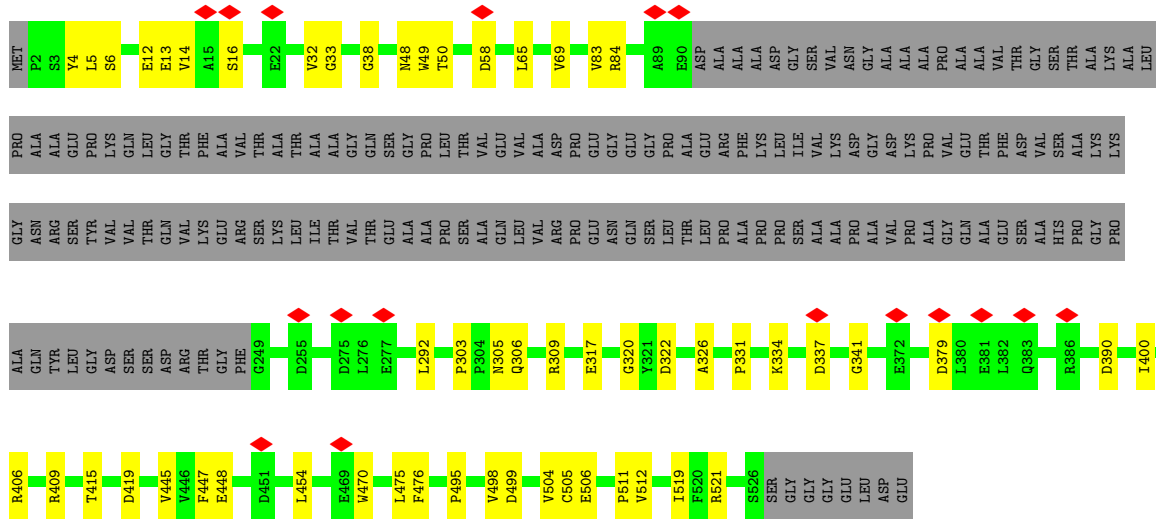 MET P2 S3 Y4 L5 S6 E12 E13 V14 A15 S16 E22 V32 G33 G38 N48 W49 T50 D58 L65 V69 V83 R84 A89 E90 ASP ALA ALA ALA ALA ASP GLY SER VAL ASN GLY ALA ALA ALA PRO ALA ALA VAL THR GLY SER THR ALA LYS ALA LEU
PRO ALA ALA GLU PRO LYS GLN LEU GLY THR PHE ALA VAL THR ALA THR ALA ALA GLY GLN SER GLY PRO LEU THR VAL GLU VAL ALA ASP PRO GLU GLY GLU GLY PRO ALA GLU ARG PHE LYS LEU ILE VAL LYS ASP GLY ASP LYS PRO VAL GLU THR PHE ASP VAL SER ALA LYS LYS
GLY ASN ARG SER TYR VAL VAL THR GLN VAL LYS GLU ARG SER LYS LEU ILE THR VAL THR GLU ALA ALA PRO SER ALA GLN LEU VAL ARG PRO GLU ASN GLN SER LEU THR LEU PRO ALA PRO PRO SER ALA ALA PRO ALA VAL PRO ALA GLY GLN ALA GLU SER ALA HIS PRO GLY PRO
ALA GLN TYR LEU GLY ASP SER SER ASP ARG THR GLY PHE G249 D255 D275 L276 E277 L292 P303 P304 N305 Q306 R309 E317 G320 Y321 D322 A326 P331 K334 D337 G341 E372 D379 L380 E381 L382 Q383 R386 D390 I400
R406 R409 T415 D419 V445 V446 F447 E448 D451 L454 E469 W470 L475 F476 P495 V498 D499 V504 C505 E506 P511 V512 I519 F520 R521 S526 SER GLY GLY GLY GLU LEU ASP GLU